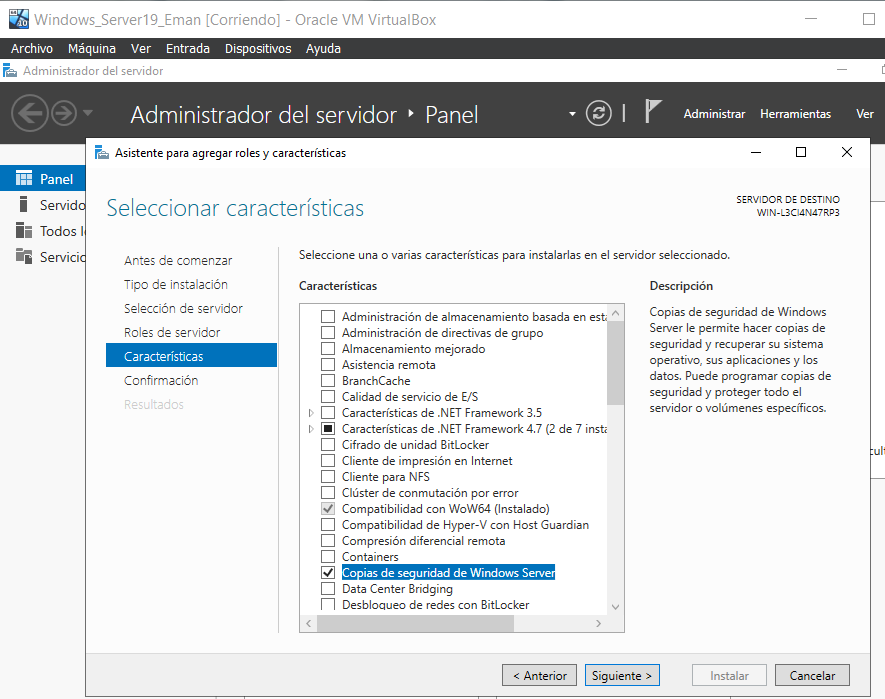 Windows_Server19_Eman [Corriendo] - Oracle VM VirtualBox
Archivo Máquina Ver Entrada Dispositivos Ayuda
Administrador del servidor
Administrador del servidor ‣ Panel
Administrar Herramientas Ver
Panel
Servido
Todos l
Servicio
Asistente para agregar roles y características
Seleccionar características
SERVIDOR DE DESTINO
WIN-L3CI4N47RP3
Antes de comenzar
Tipo de instalación
Selección de servidor
Roles de servidor
Características
Confirmación
Resultados
Seleccione una o varias características para instalarlas en el servidor seleccionado.
Características
Administración de almacenamiento basada en está
Administración de directivas de grupo
Almacenamiento mejorado
Asistencia remota
BranchCache
Calidad de servicio de E/S
Características de .NET Framework 3.5
Características de .NET Framework 4.7 (2 de 7 insta
Cifrado de unidad BitLocker
Cliente de impresión en Internet
Cliente para NFS
Clúster de conmutación por error
Compatibilidad con WoW64 (Instalado)
Compatibilidad de Hyper-V con Host Guardian
Compresión diferencial remota
Containers
Copias de seguridad de Windows Server
Data Center Bridging
Desbloqueo de redes con BitLocker
Descripción
Copias de seguridad de Windows
Server le permite hacer copias de
seguridad y recuperar su sistema
operativo, sus aplicaciones y los
datos. Puede programar copias de
seguridad y proteger todo el
servidor o volúmenes específicos.
cult
< Anterior
Siguiente >
Instalar
Cancelar